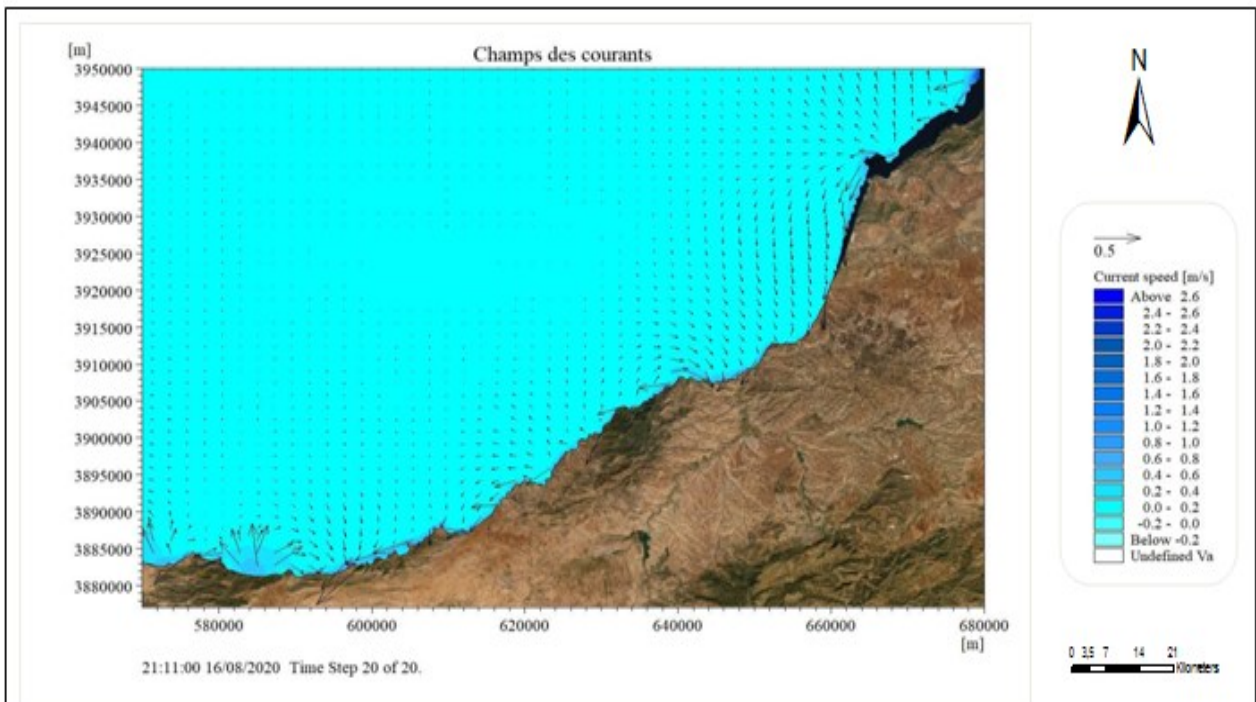 [m]
Champs des courants
3950000
3945000
3940000
3935000
3930000
3925000
3920000
3915000
3910000
3905000
3900000
3895000
3890000
3885000
3880000
580000
600000
620000
640000
660000
680000
[m]
21:11:00 16/08/2020 Time Step 20 of 20.
N
0.5
Current speed [m/s]
Above 2.6
2.4 - 2.6
2.2 - 2.4
2.0 - 2.2
1.8 - 2.0
1.6 - 1.8
1.4 - 1.6
1.2 - 1.4
1.0 - 1.2
0.8 - 1.0
0.6 - 0.8
0.4 - 0.6
0.2 - 0.4
0.0 - 0.2
-0.2 - 0.0
Below -0.2
Undefined Va
0 3,5 7 14 21
Kilometers